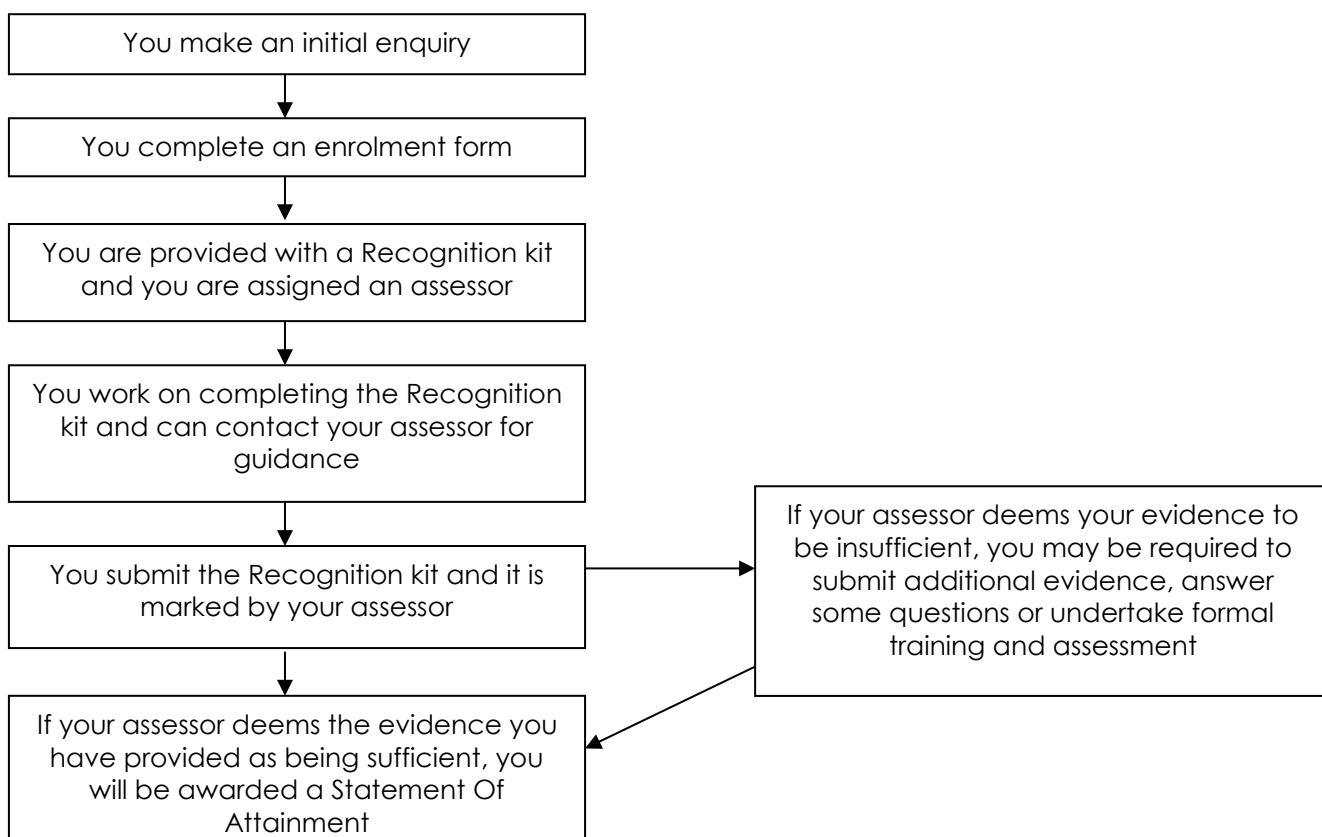 You make an initial enquiry
You complete an enrolment form
You are provided with a Recognition kit
and you are assigned an assessor
You work on completing the Recognition
kit and can contact your assessor for
guidance
You submit the Recognition kit and it is
marked by your assessor
If your assessor deems your evidence to
be insufficient, you may be required to
submit additional evidence, answer
some questions or undertake formal
training and assessment
If your assessor deems the evidence you
have provided as being sufficient, you
will be awarded a Statement Of
Attainment